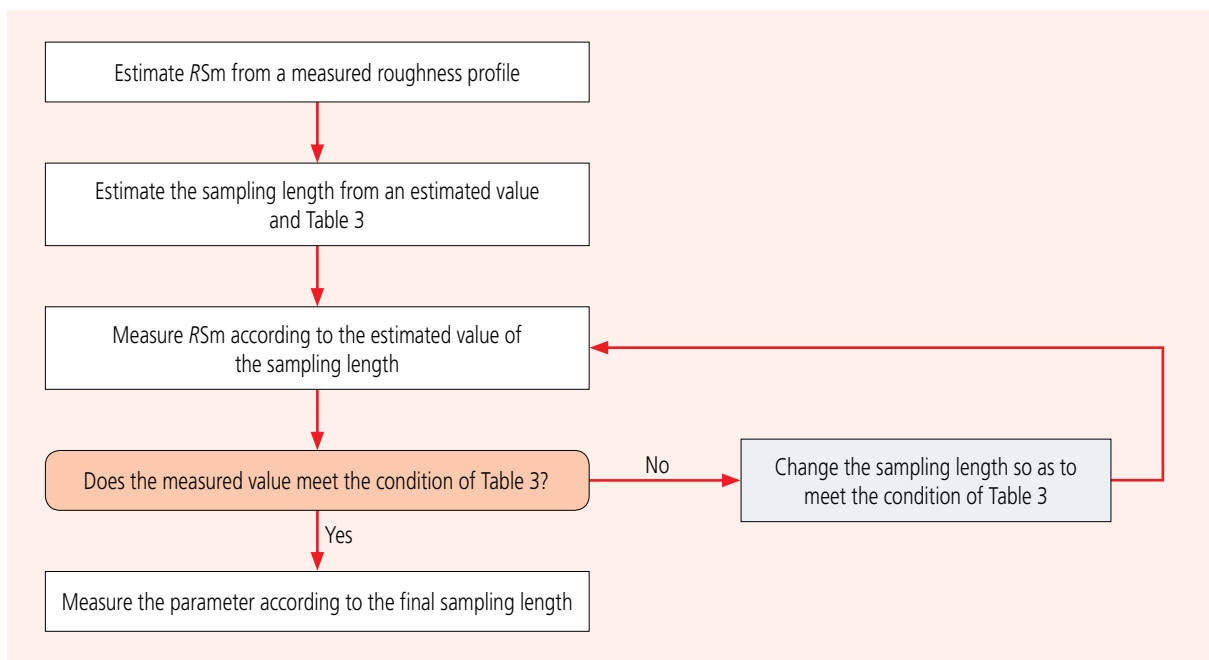 Estimate RSm from a measured roughness profile
Estimate the sampling length from an estimated value
and Table 3
Measure RSm according to the estimated value of
the sampling length
Does the measured value meet the condition of Table 3?
No
Change the sampling length so as to
meet the condition of Table 3
Yes
Measure the parameter according to the final sampling length